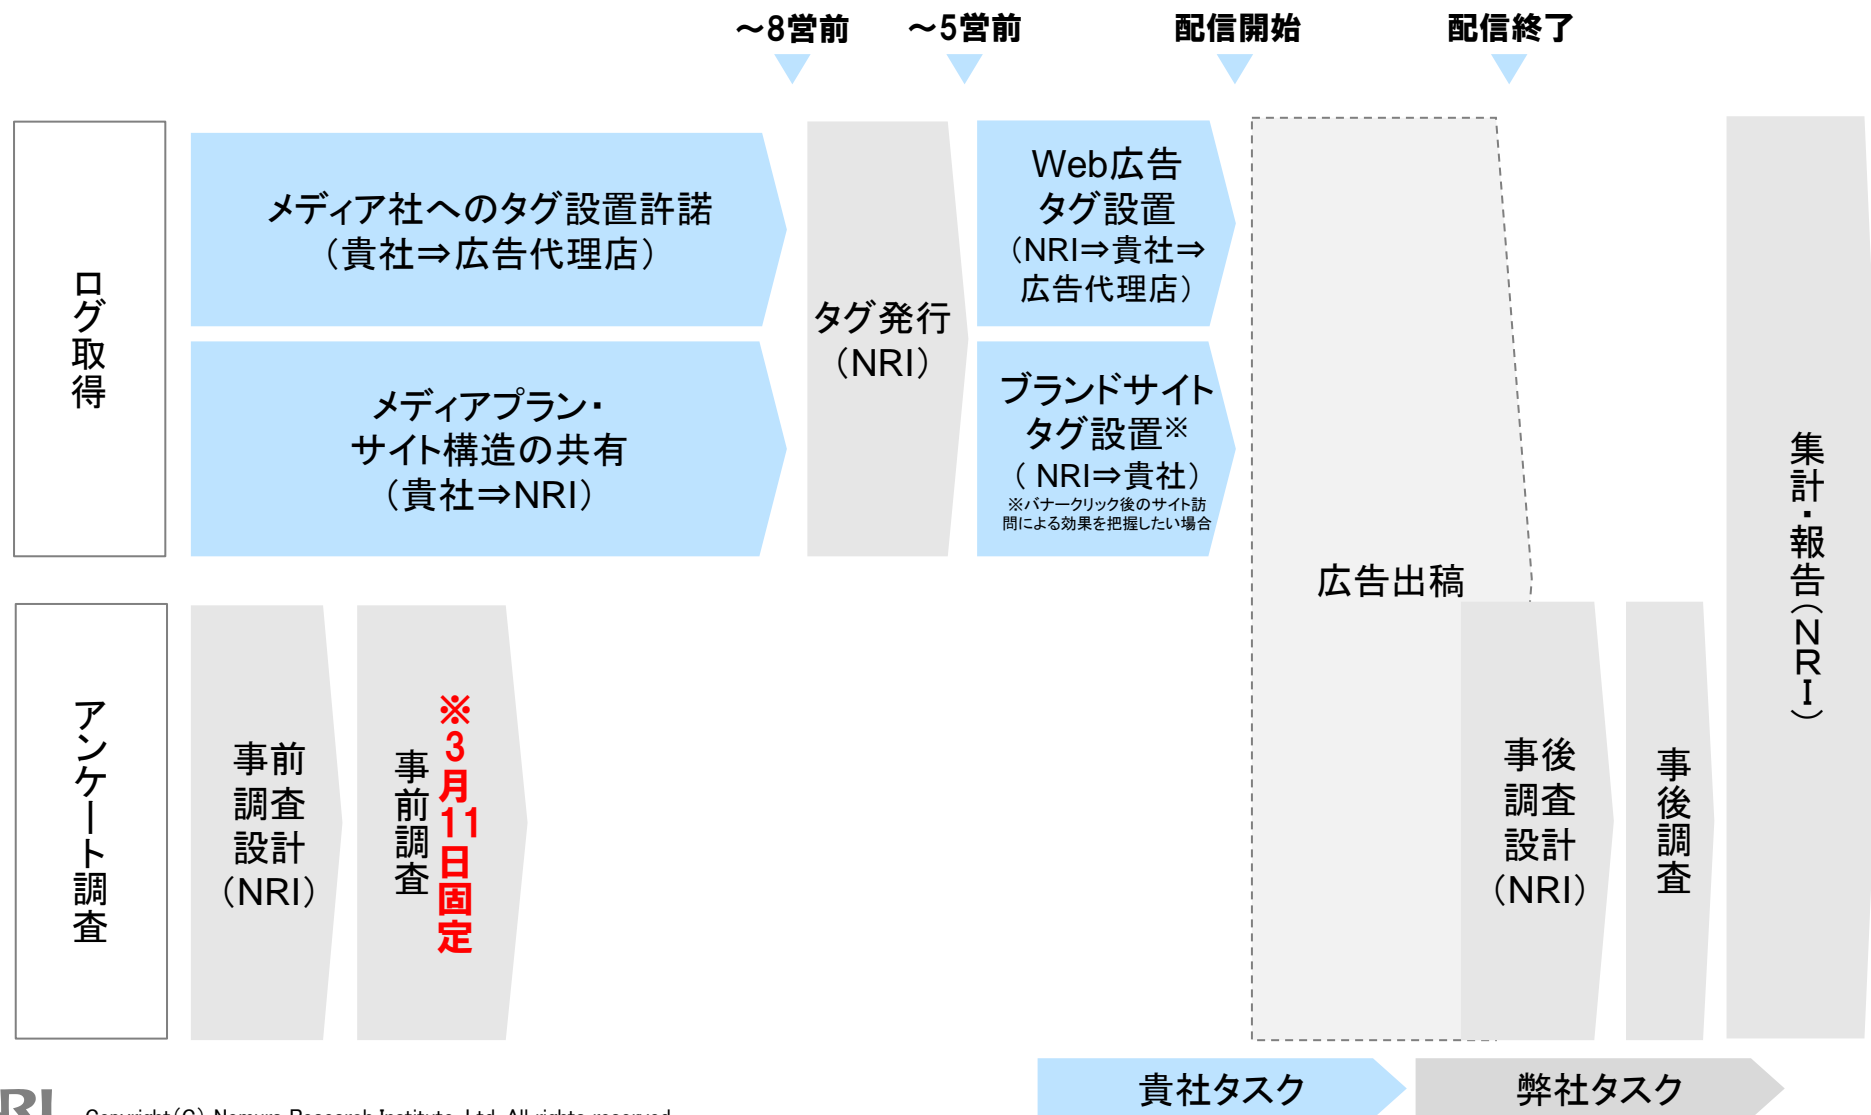 ～8営前
～5営前
配信開始
配信終了
ログ取得
メディア社へのタグ設置許諾
（貴社⇒広告代理店）
メディアプラン・
サイト構造の共有
（貴社⇒NRI）
タグ発行
（NRI）
Web広告
タグ設置
（NRI⇒貴社⇒
広告代理店）
ブランドサイト
タグ設置※
（ NRI⇒貴社）
※バナークリック後のサイト訪
問による効果を把握したい場合
広告出稿
集計・報告（ＮＲＩ）
アンケート調査
事前
調査
設計
（NRI）
事前調査
※3月11日固定
事後
調査
設計
（NRI）
事後調査
貴社タスク
弊社タスク
RI
Copyright（C） Nomura Research Institute, Ltd. All rights reserved.